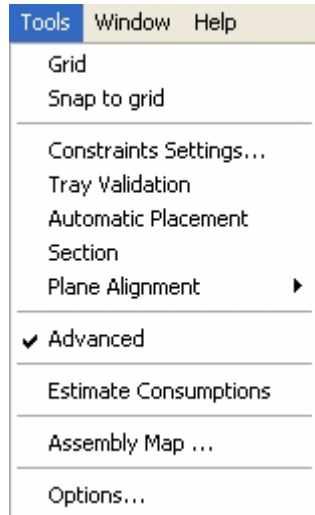 Tools Window Help
Grid
Snap to grid
Constraints Settings...
Tray Validation
Automatic Placement
Section
Plane Alignment
Advanced
Estimate Consumptions
Assembly Map ...
Options...